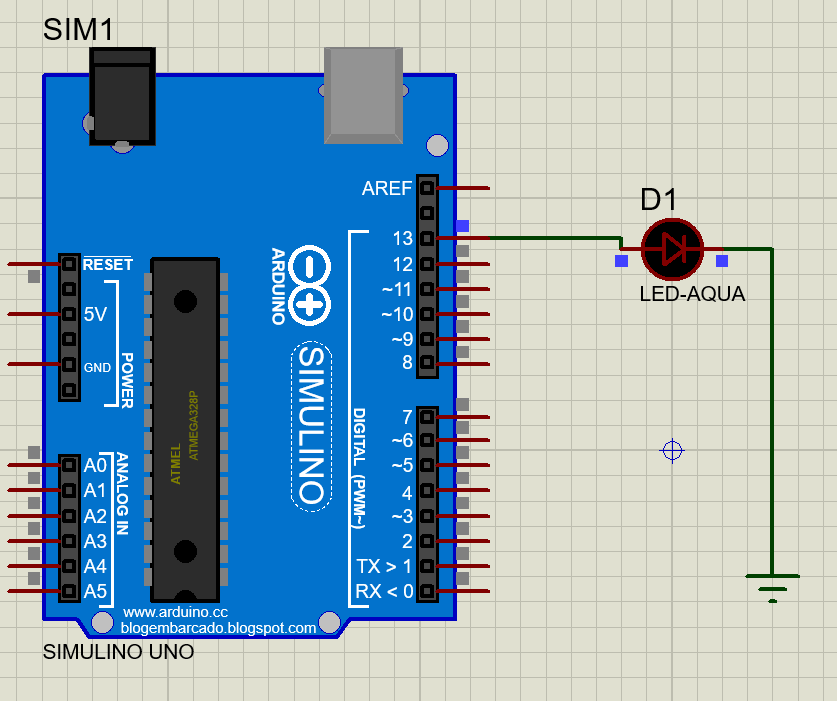 SIM1
AREF
13
12
~11
~10
~9
8
RESET
5V
GND
POWER
ARDUINO
SIMULINO
ATMEL
ATMEGA328P
DIGITAL (PWM~)
7
~6
~5
4
~3
2
TX > 1
RX < 0
ANALOG IN
A0
A1
A2
A3
A4
A5
www.arduino.cc
blogembarcado.blogspot.com
SIMULINO UNO
D1
LED-AQUA